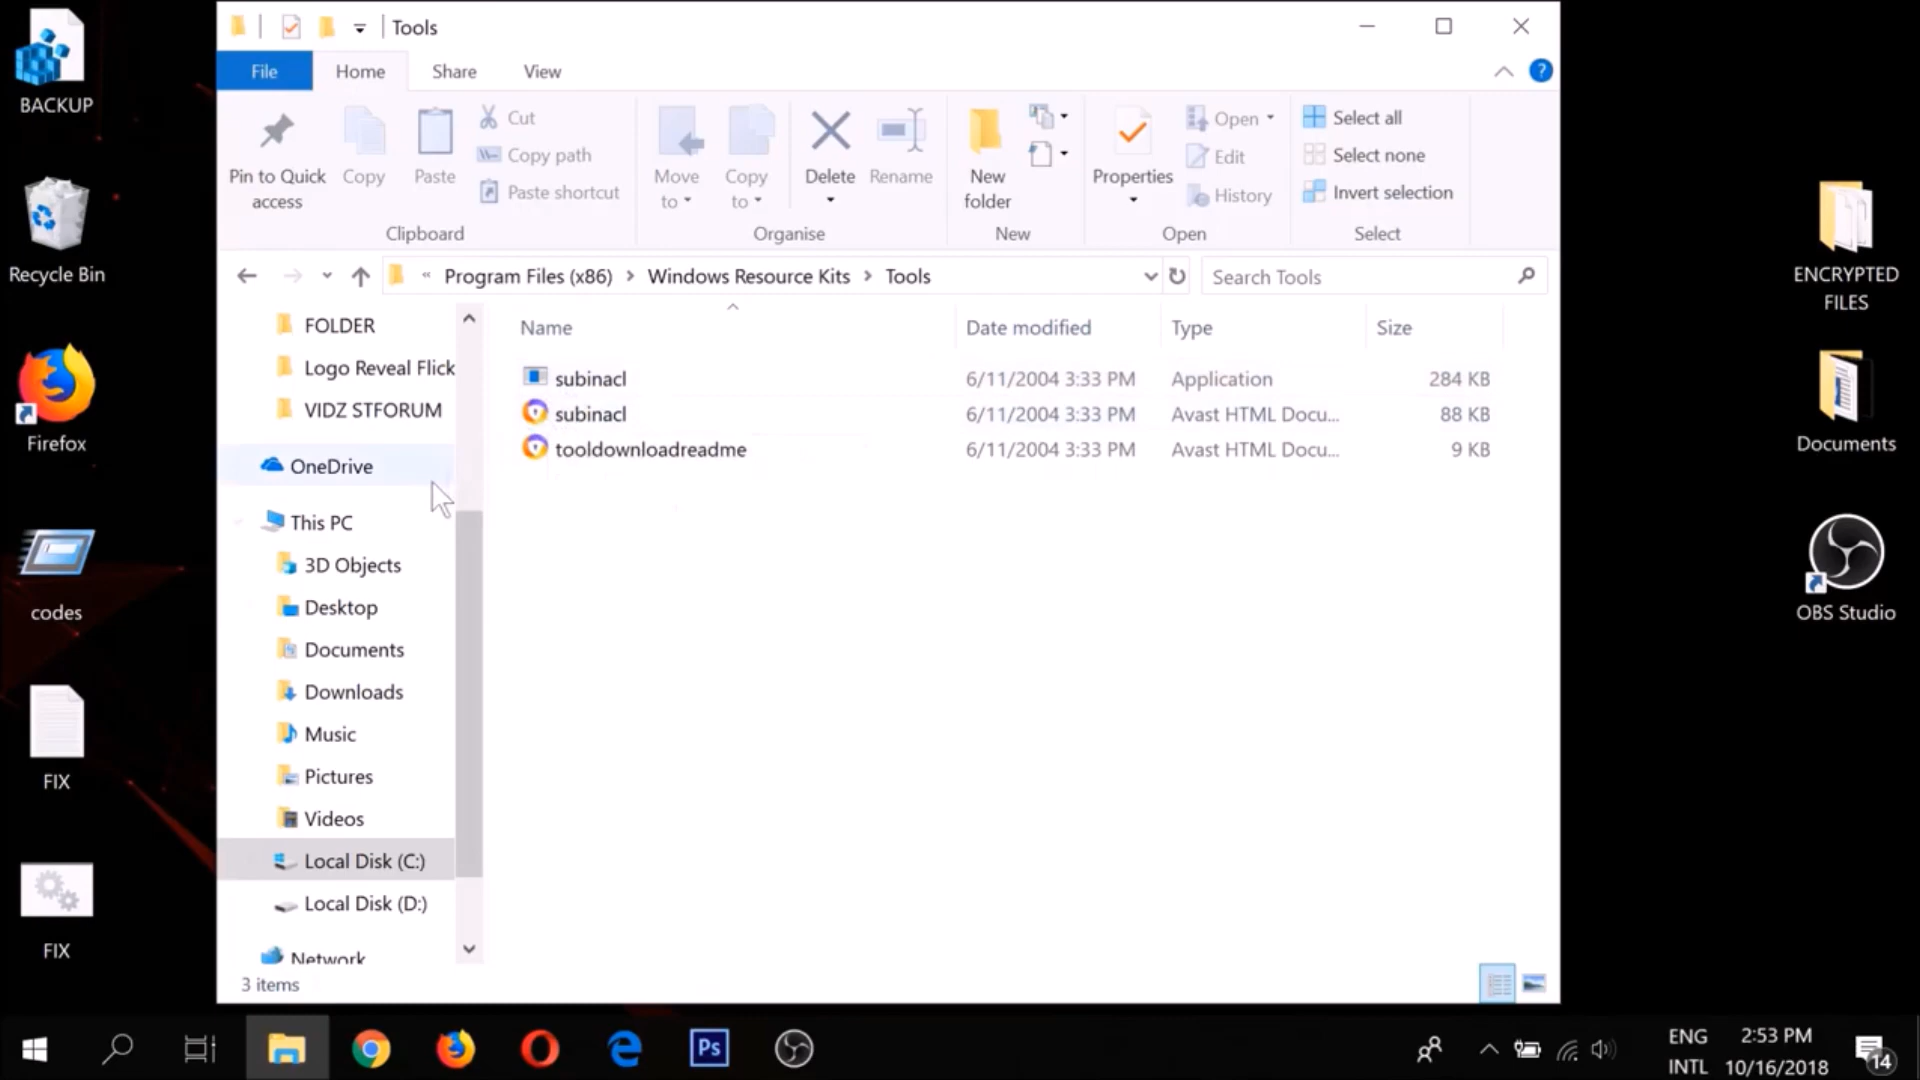 BACKUP
Recycle Bin
Firefox
codes
FIX
FIX
Tools
File
Home
Share
View
?
Pin to Quick
access
Copy
Paste
Cut
Copy path
Paste shortcut
Clipboard
Move
to
Copy
to
Delete
Rename
Organise
New
folder
New
Properties
Open
Edit
History
Open
Select all
Select none
Invert selection
Select
« Program Files (x86) > Windows Resource Kits > Tools
Search Tools
FOLDER
Logo Reveal Flick
VIDZ STFORUM
OneDrive
This PC
3D Objects
Desktop
Documents
Downloads
Music
Pictures
Videos
Local Disk (C:)
Local Disk (D:)
Network
Name Date modified Type Size
subinacl 6/11/2004 3:33 PM Application 284 KB
subinacl 6/11/2004 3:33 PM Avast HTML Docu... 88 KB
tooldownloadreadme 6/11/2004 3:33 PM Avast HTML Docu... 9 KB
3 items
ENCRYPTED
FILES
Documents
OBS Studio
Ps
ENG
INTL
2:53 PM
10/16/2018
14